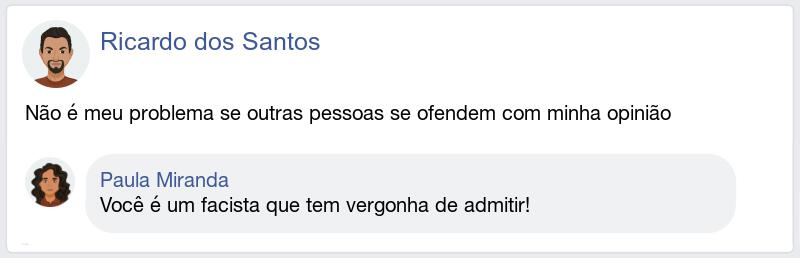 Ricardo dos Santos
Não é meu problema se outras pessoas se ofendem com minha opinião
Paula Miranda
Você é um facista que tem vergonha de admitir!